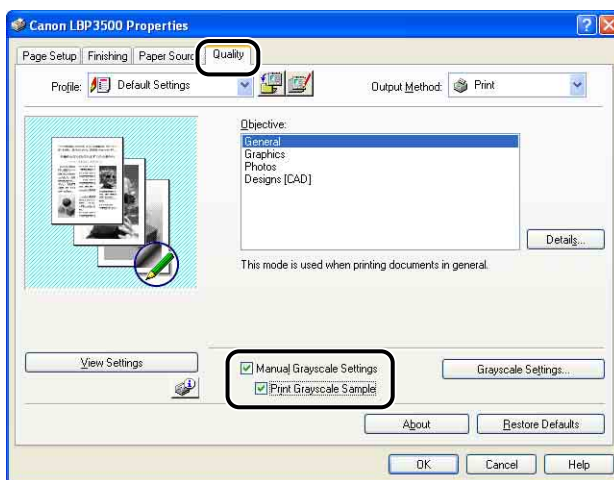 Canon LBP3500 Properties
Page Setup Finishing Paper Source Quality
Profile: Default Settings Output Method: Print
Objective:
General
Graphics
Photos
Designs [CAD]
Details...
This mode is used when printing documents in general.
View Settings
Manual Grayscale Settings Grayscale Settings...
Print Grayscale Sample
About Restore Defaults
OK Cancel Help